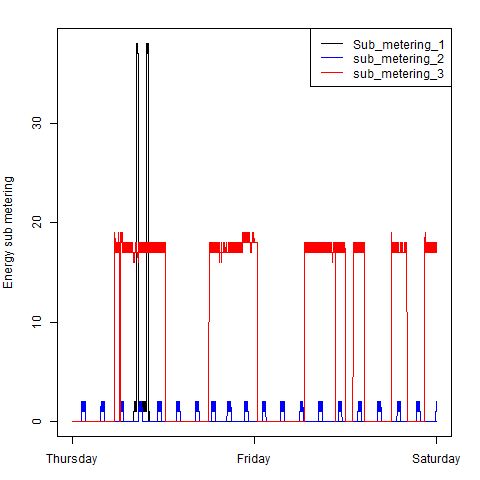 Sub_metering_1
sub_metering_2
sub_metering_3
Energy sub metering
30
20
10
0
Thursday Friday Saturday